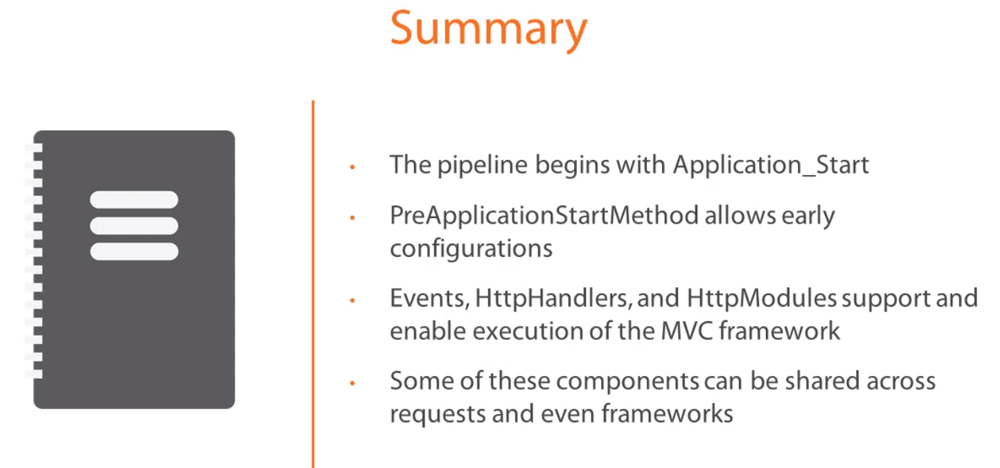 Summary
• The pipeline begins with Application_Start
• PreApplicationStartMethod allows early
configurations
• Events, HttpHandlers, and HttpModules support and
enable execution of the MVC framework
• Some of these components can be shared across
requests and even frameworks